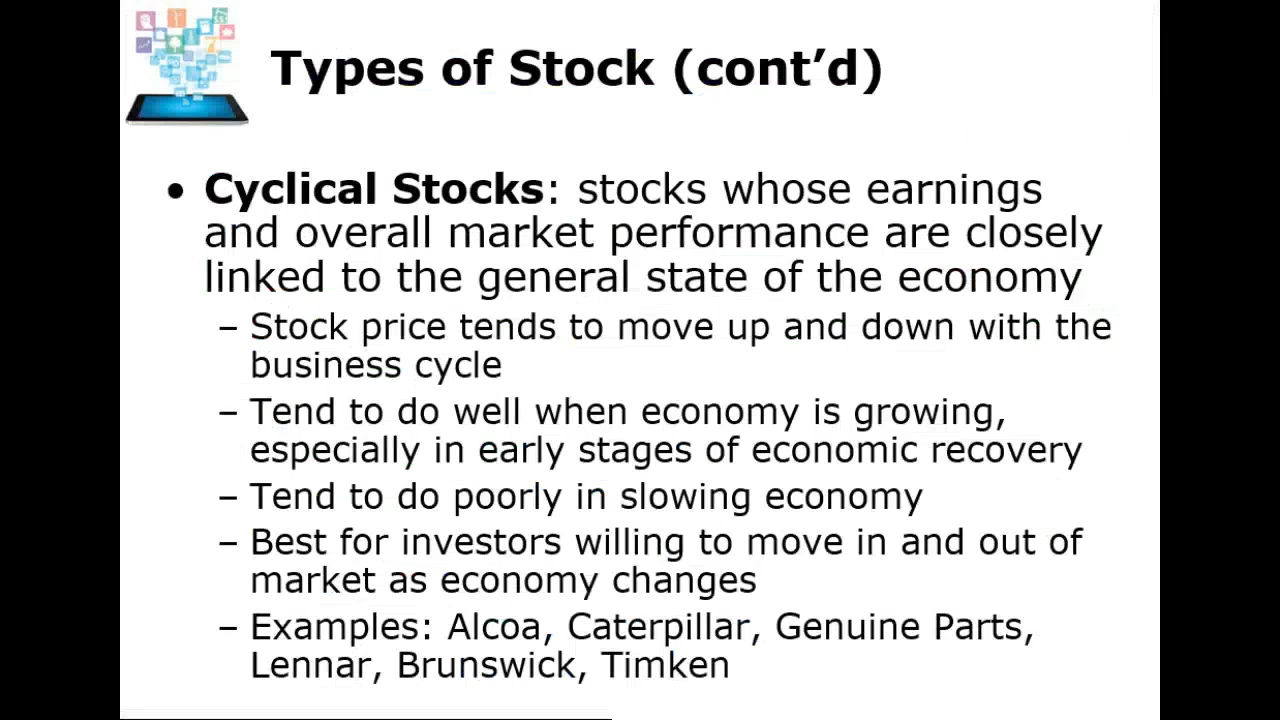 Types of Stock (cont’d)
• Cyclical Stocks: stocks whose earnings
and overall market performance are closely
linked to the general state of the economy
– Stock price tends to move up and down with the
business cycle
– Tend to do well when economy is growing,
especially in early stages of economic recovery
– Tend to do poorly in slowing economy
– Best for investors willing to move in and out of
market as economy changes
– Examples: Alcoa, Caterpillar, Genuine Parts,
Lennar, Brunswick, Timken